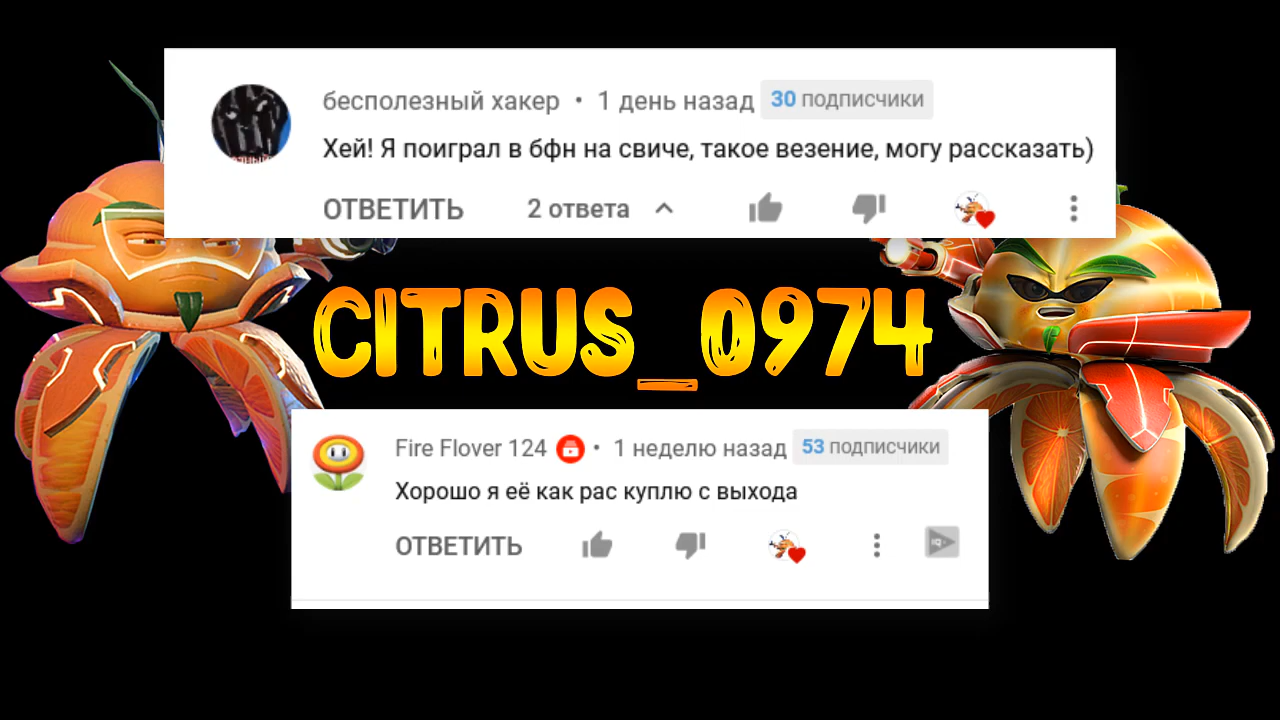 бесполезный хакер • 1 день назад 30 подписчики
Хей! Я поиграл в бфн на свиче, такое везение, могу рассказать)
ОТВЕТИТЬ 2 ответа
CITRUS_0974
Fire Flover 124 • 1 неделю назад 53 подписчики
Хорошо я её как рас куплю с выхода
ОТВЕТИТЬ
IQ